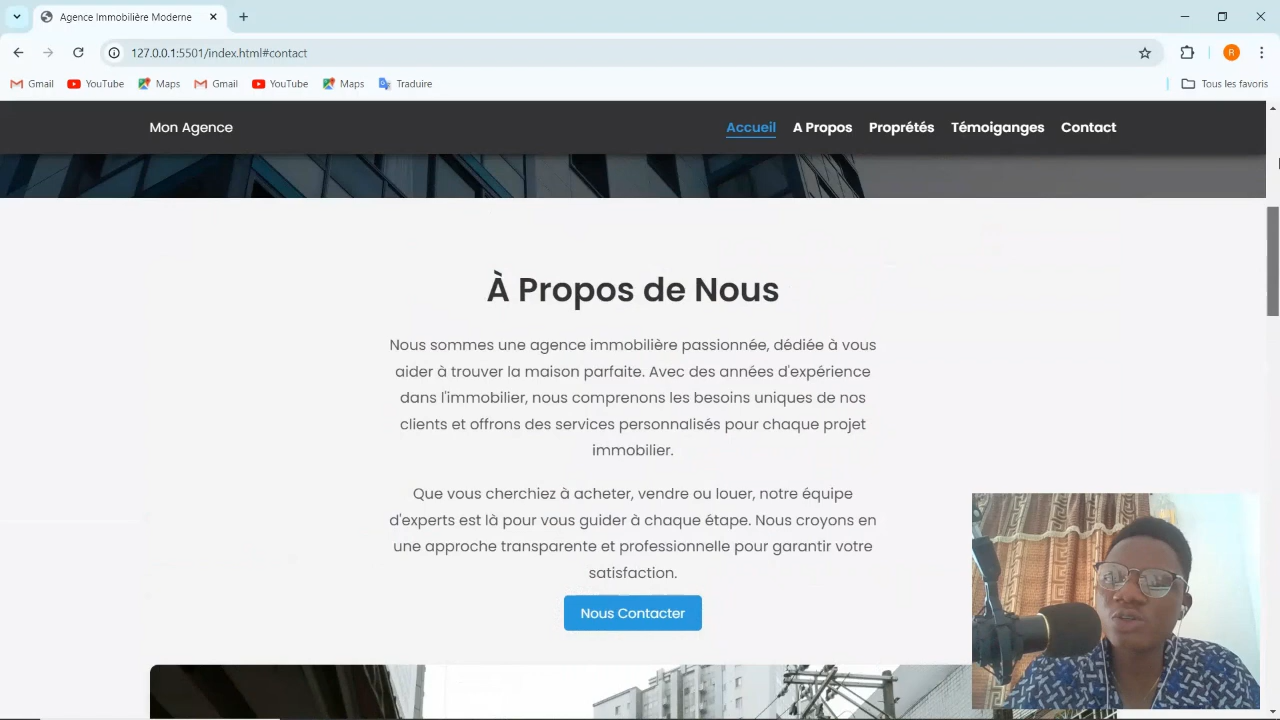 Agence Immobilière Moderne
127.0.0.1:5501/index.html#contact
R
Gmail YouTube Maps Gmail YouTube Maps Traduire Tous les favoris
Mon Agence Accueil A Propos Proprétés Témoiganges Contact
À Propos de Nous
Nous sommes une agence immobilière passionnée, dédiée à vous
aider à trouver la maison parfaite. Avec des années d'expérience
dans l'immobilier, nous comprenons les besoins uniques de nos
clients et offrons des services personnalisés pour chaque projet
immobilier.
Que vous cherchiez à acheter, vendre ou louer, notre équipe
d'experts est là pour vous guider à chaque étape. Nous croyons en
une approche transparente et professionnelle pour garantir votre
satisfaction.
Nous Contacter